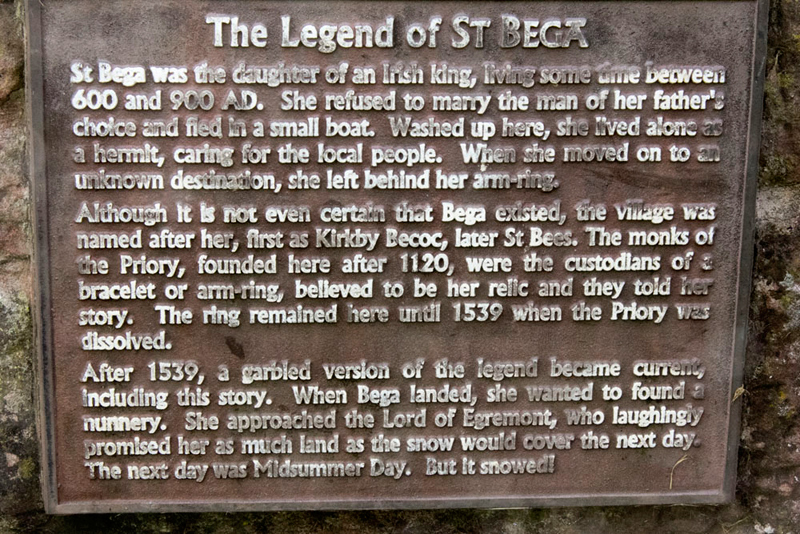 The Legend of ST BEGA
St Bega was the daughter of an Irish king, living some time between
600 and 900 AD. She refused to marry the man of her father's
choice and fled in a small boat. Washed up here, she lived alone as
a hermit, caring for the local people. When she moved on to an
unknown destination, she left behind her arm-ring.
Although it is not even certain that Bega existed, the village was
named after her, first as Kirkby Becoc, later St Bees. The monks of
the Priory, founded here after 1120, were the custodians of a
bracelet or arm-ring, believed to be her relic and they told her
story. The ring remained here until 1539 when the Priory was
dissolved.
After 1539, a garbled version of the legend became current,
including this story. When Bega landed, she wanted to found a
nunnery. She approached the Lord of Egremont, who laughingly
promised her as much land as the snow would cover the next day.
The next day was Midsummer Day. But it snowed!